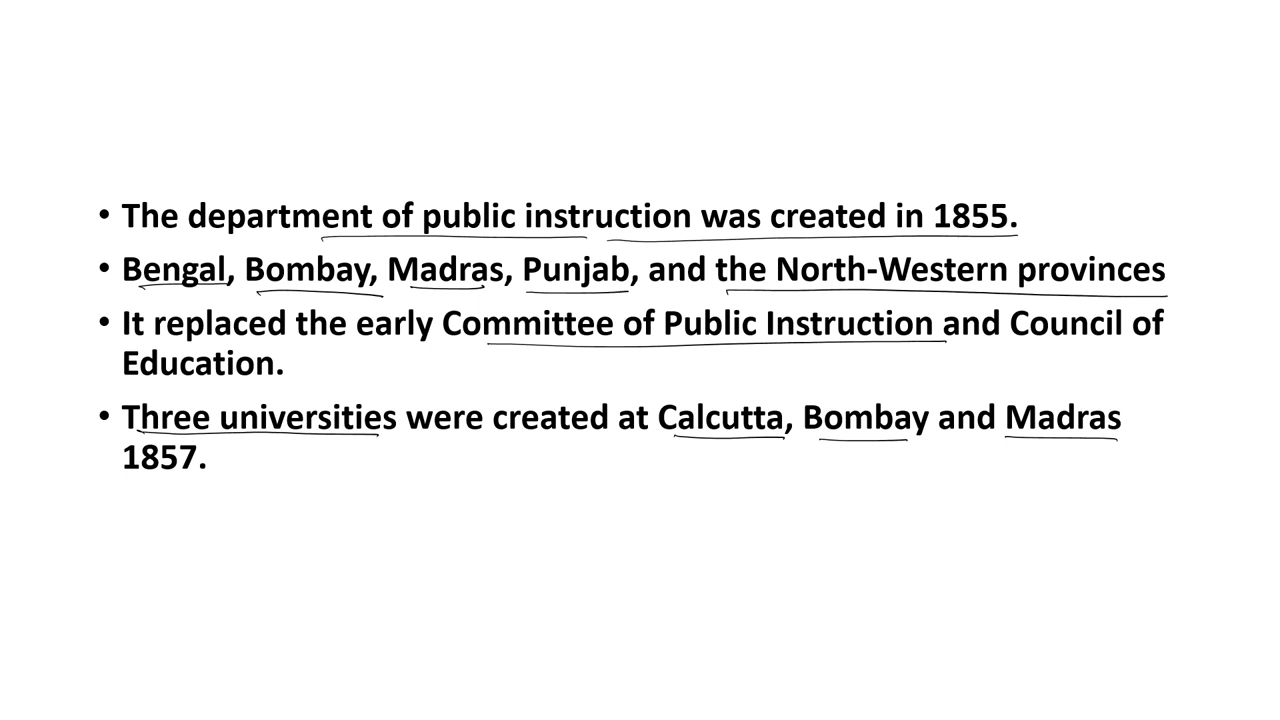 • The department of public instruction was created in 1855.
• Bengal, Bombay, Madras, Punjab, and the North-Western provinces
• It replaced the early Committee of Public Instruction and Council of
Education.
• Three universities were created at Calcutta, Bombay and Madras
1857.